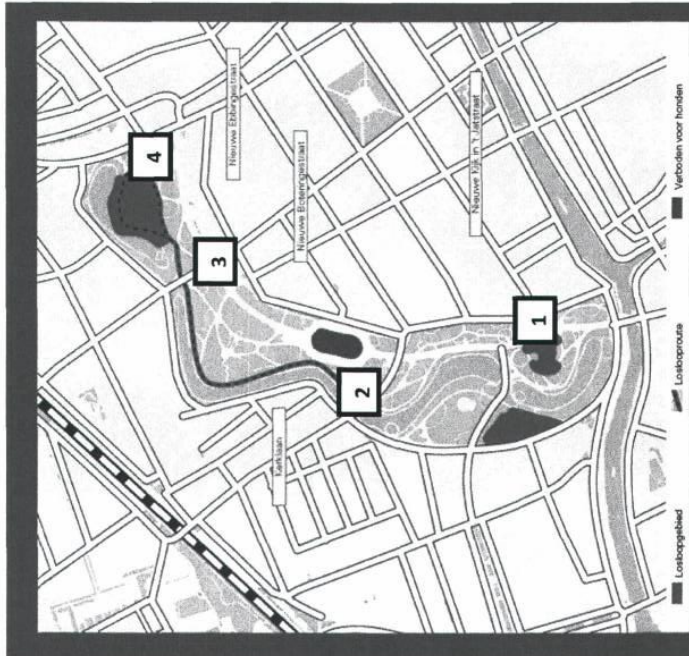 4
Nieuwe Ebbingestraat
3
Nieuwe Boteringestraat
Nieuwe Kijk in 't Jatstraat
1
2
Kerklaan
Losloopgebied
Loslooproute
Verboden voor honden